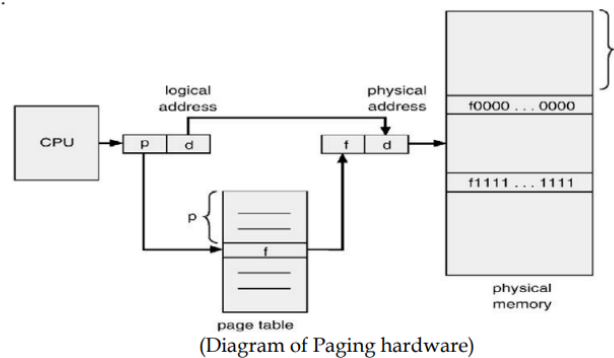 logical
address
physical
address
CPU
p
d
f
d
f0000 . . . 0000
f1111 . . . 1111
p
f
page table
physical
memory
(Diagram of Paging hardware)